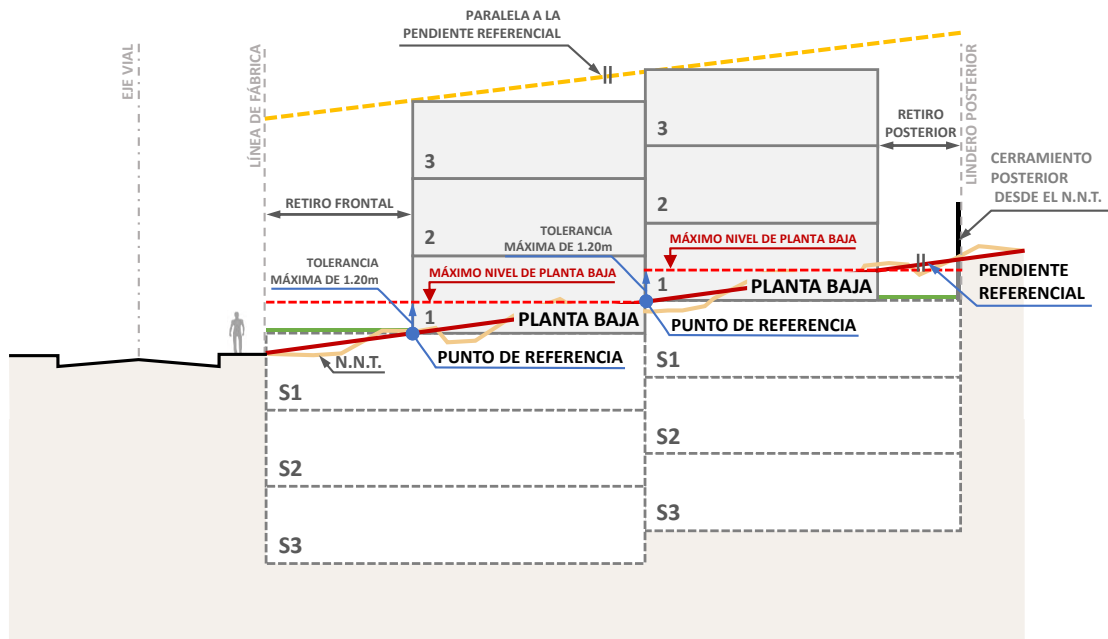 PARALELA A LA
PENDIENTE REFERENCIAL
EJE VIAL
LÍNEA DE FÁBRICA
LINDERO POSTERIOR
RETIRO
POSTERIOR
CERRAMIENTO
POSTERIOR
DESDE EL N.N.T.
RETIRO FRONTAL
3
2
1
3
2
1
TOLERANCIA
MÁXIMA DE 1.20m
TOLERANCIA
MÁXIMA DE 1.20m
MÁXIMO NIVEL DE PLANTA BAJA
MÁXIMO NIVEL DE PLANTA BAJA
PLANTA BAJA
PLANTA BAJA
PENDIENTE
REFERENCIAL
PUNTO DE REFERENCIA
PUNTO DE REFERENCIA
N.N.T.
S1
S2
S3
S1
S2
S3